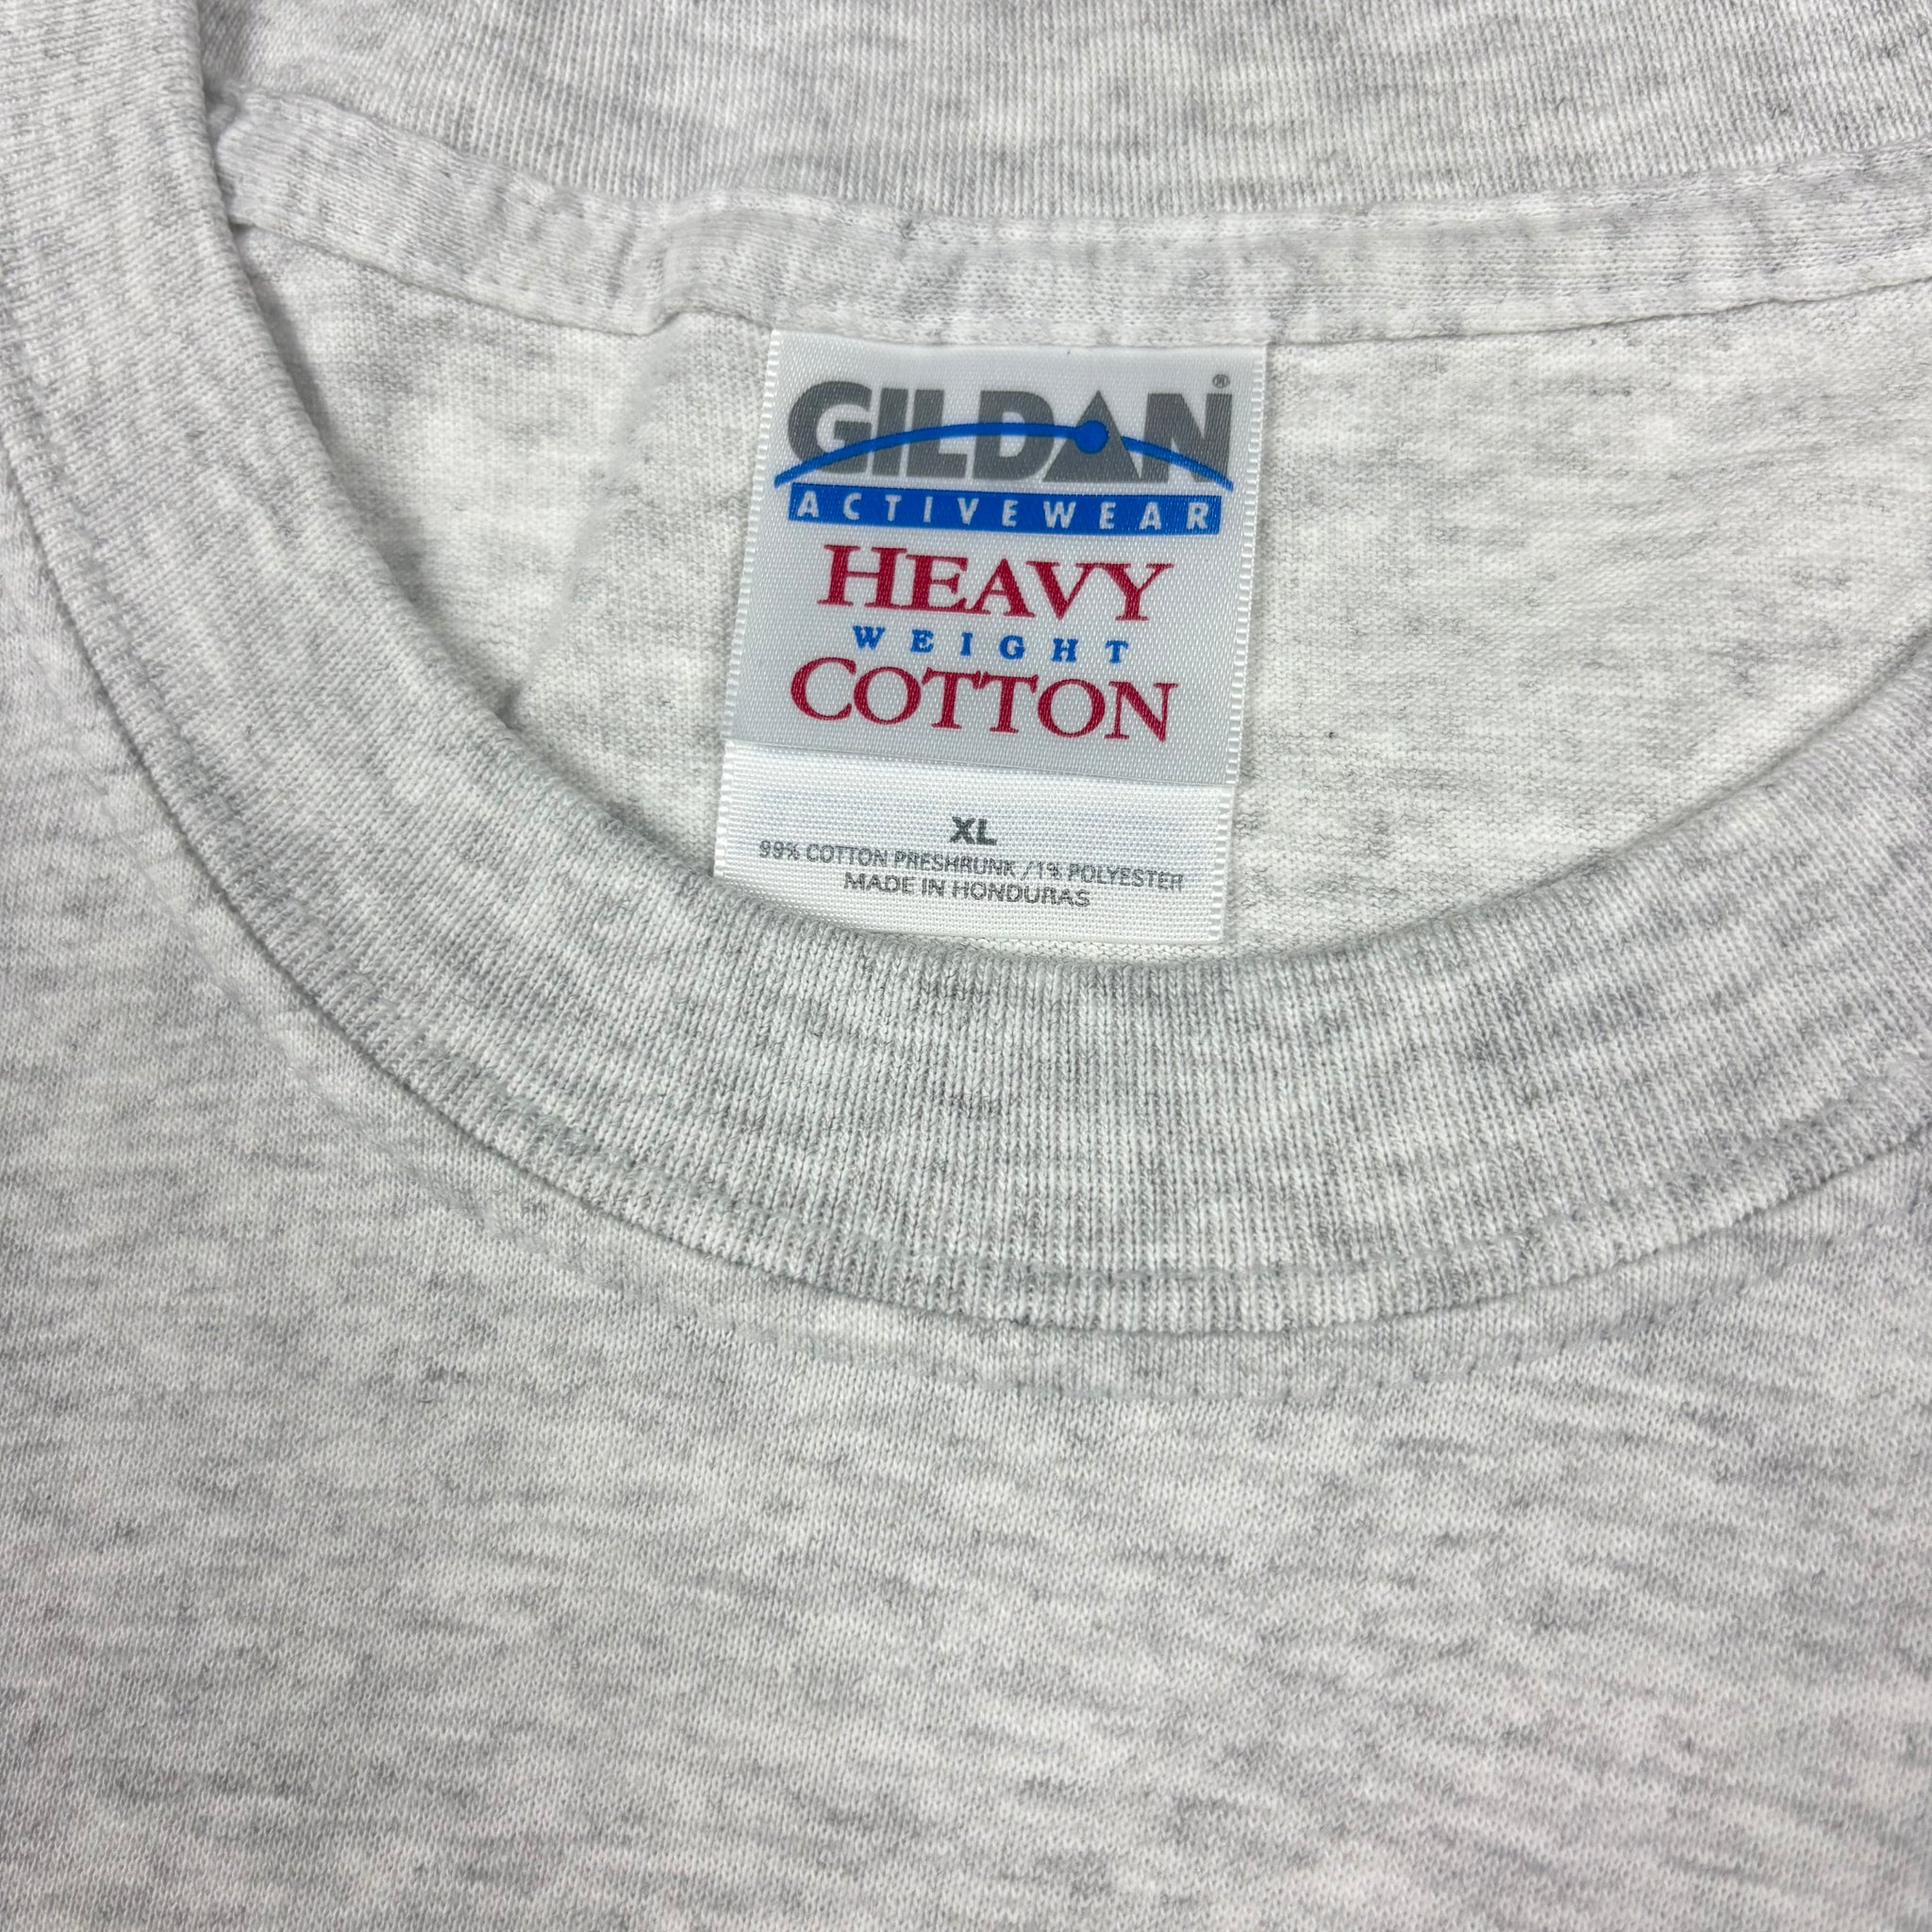 GILDAN®
ACTIVEWEAR
HEAVY
WEIGHT
COTTON
XL
99% COTTON PRESHRUNK /1% POLYESTER
MADE IN HONDURAS